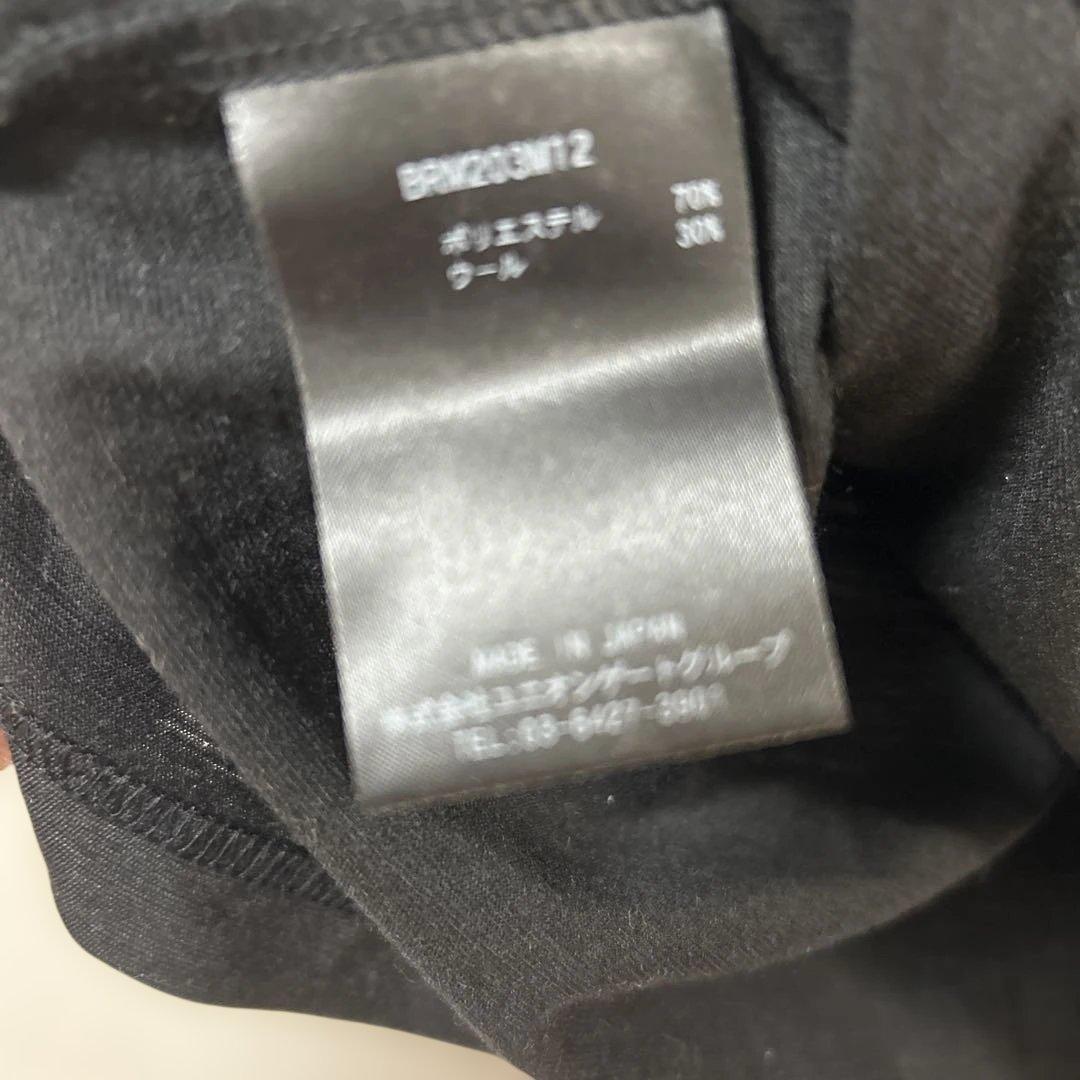 BRM203M12
ポリエステル 70%
ウール 30%
MADE IN JAPAN
株式会社ユニオンゲートグループ
TEL:03-6427-3901